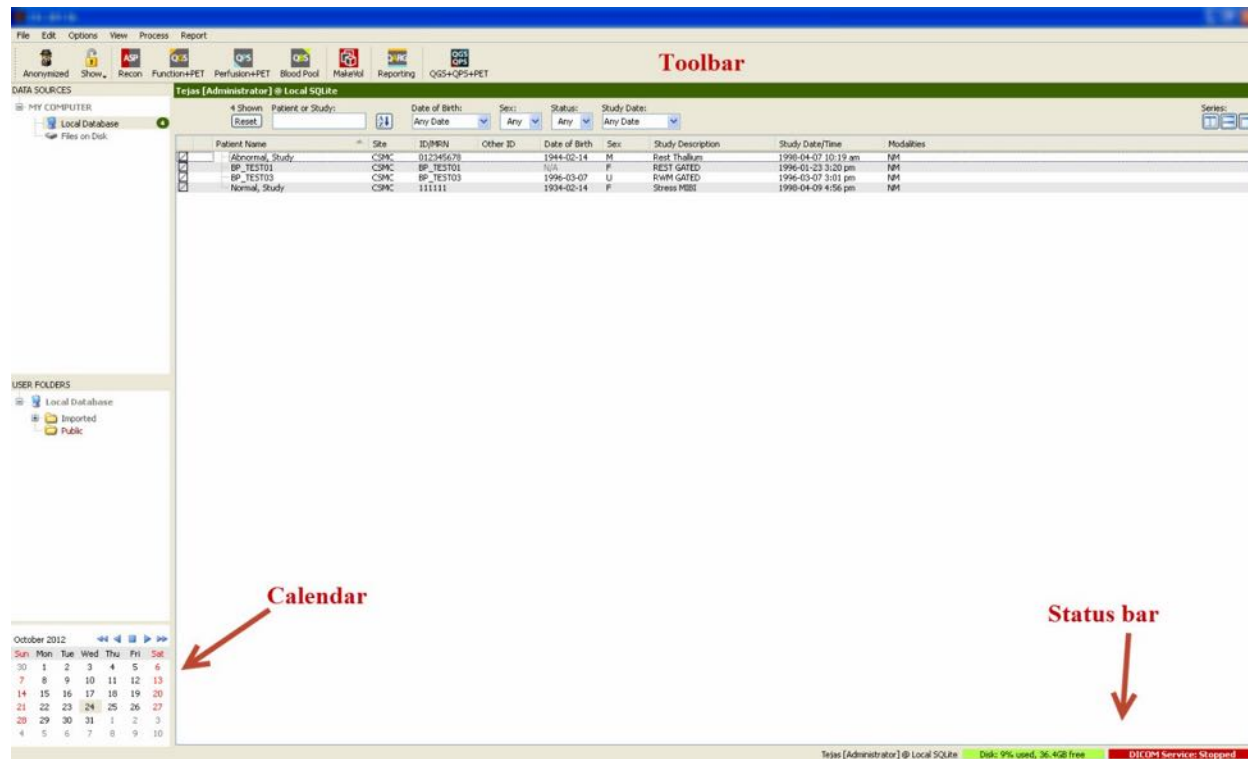 File Edit Options View Process Report
Anonymized Show Recon Function+PET Perfusion+PET Blood Pool MakeVol Reporting QGS+QPS+PET
Toolbar
DATA SOURCES
Tejas [Administrator] @ Local SQLite
MY COMPUTER
Local Database 4
Files on Disk
4 Shown Patient or Study: Date of Birth: Sex: Status: Study Date: Series:
Reset Any Date Any Any Any Date
Patient Name Site ID/MRN Other ID Date of Birth Sex Study Description Study Date/Time Modalities
Abnormal, Study CSMC 012345678 1944-02-14 M Rest Thallium 1998-04-07 10:19 am NM
BP_TEST01 CSMC BP_TEST01 N/A F REST GATED 1996-01-23 3:20 pm NM
BP_TEST03 CSMC BP_TEST03 1996-03-07 U RWM GATED 1996-03-07 3:01 pm NM
Normal, Study CSMC 111111 1934-02-14 F Stress MIBI 1998-04-09 4:56 pm NM
USER FOLDERS
Local Database
Imported
Public
Calendar
Status bar
October 2012
Sun Mon Tue Wed Thu Fri Sat
30 1 2 3 4 5 6
7 8 9 10 11 12 13
14 15 16 17 18 19 20
21 22 23 24 25 26 27
28 29 30 31 1 2 3
4 5 6 7 8 9 10
Tejas [Administrator] @ Local SQLite Disk: 9% used, 36.4GB free DICOM Service: Stopped